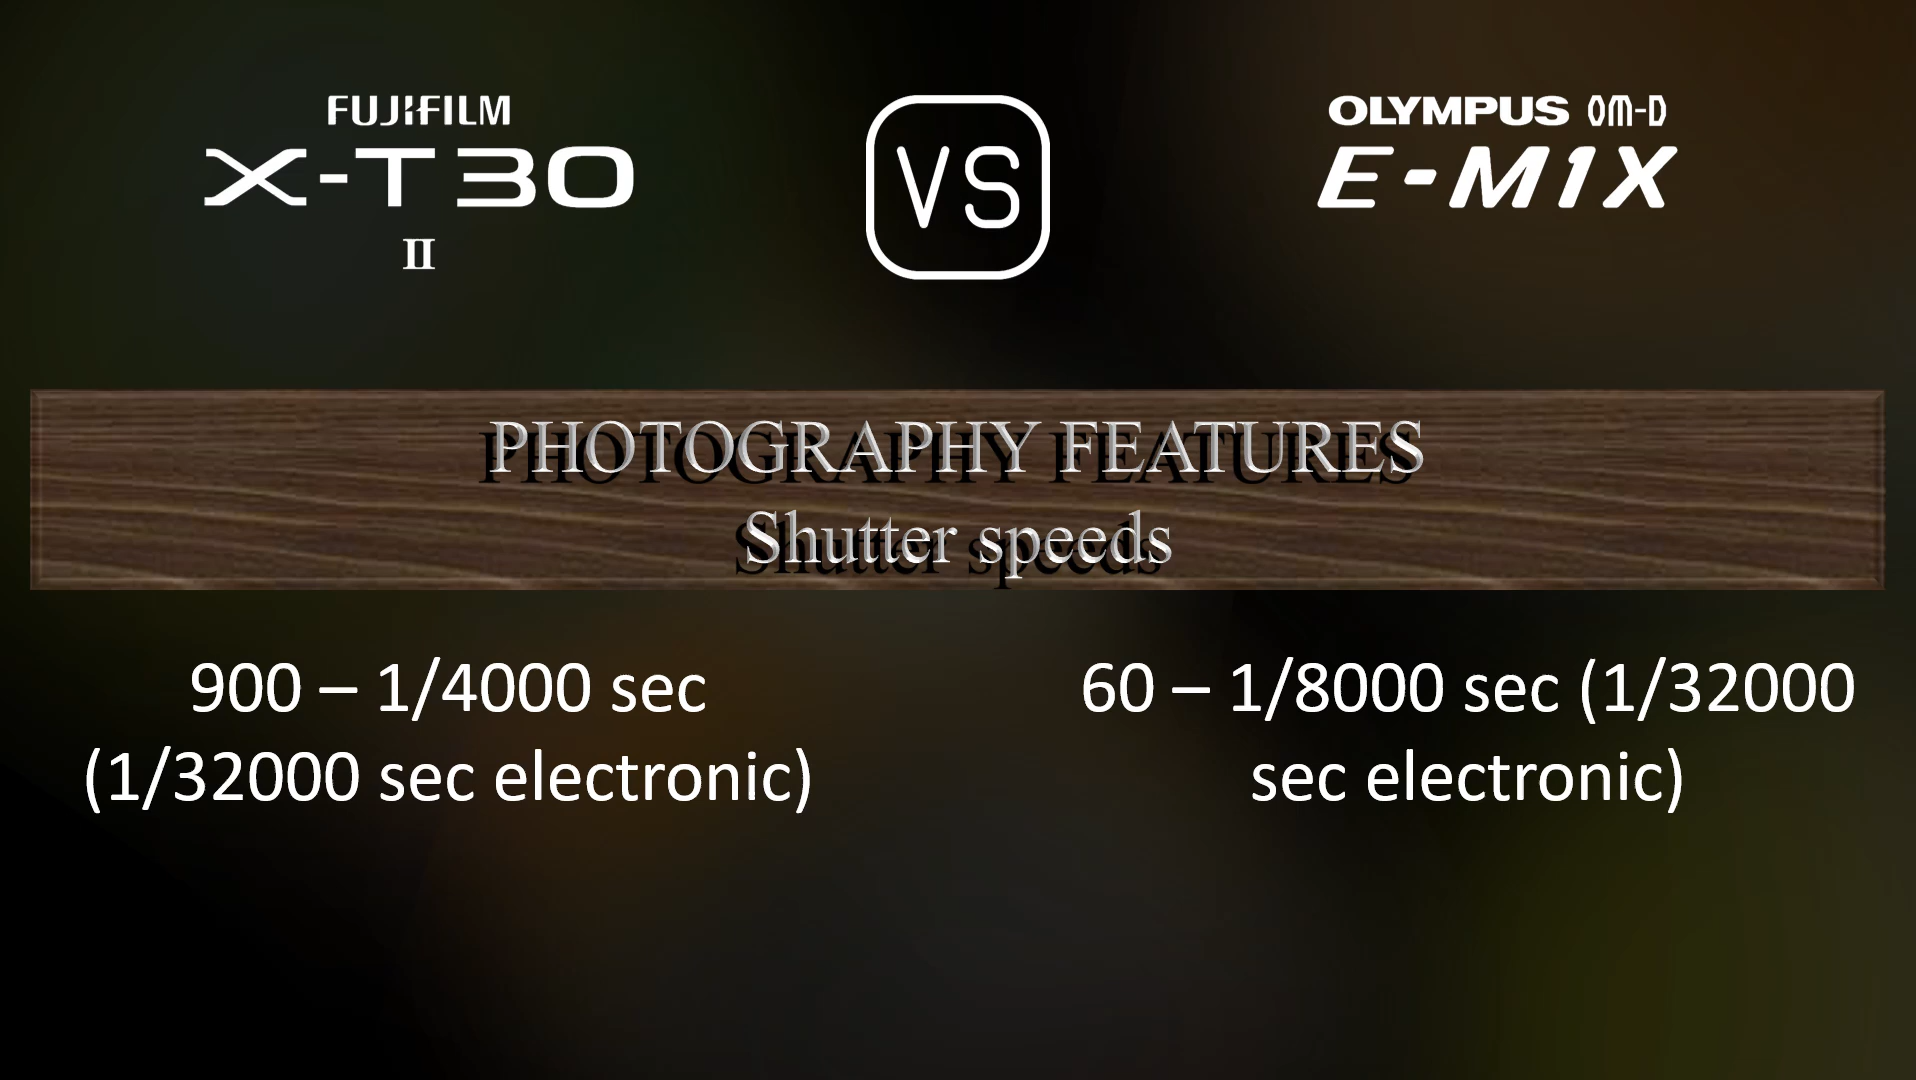 FUJIFILM
X-T30
II
VS
OLYMPUS OM-D
E-M1X
PHOTOGRAPHY FEATURES
Shutter speeds
900 – 1/4000 sec
(1/32000 sec electronic)
60 – 1/8000 sec (1/32000
sec electronic)